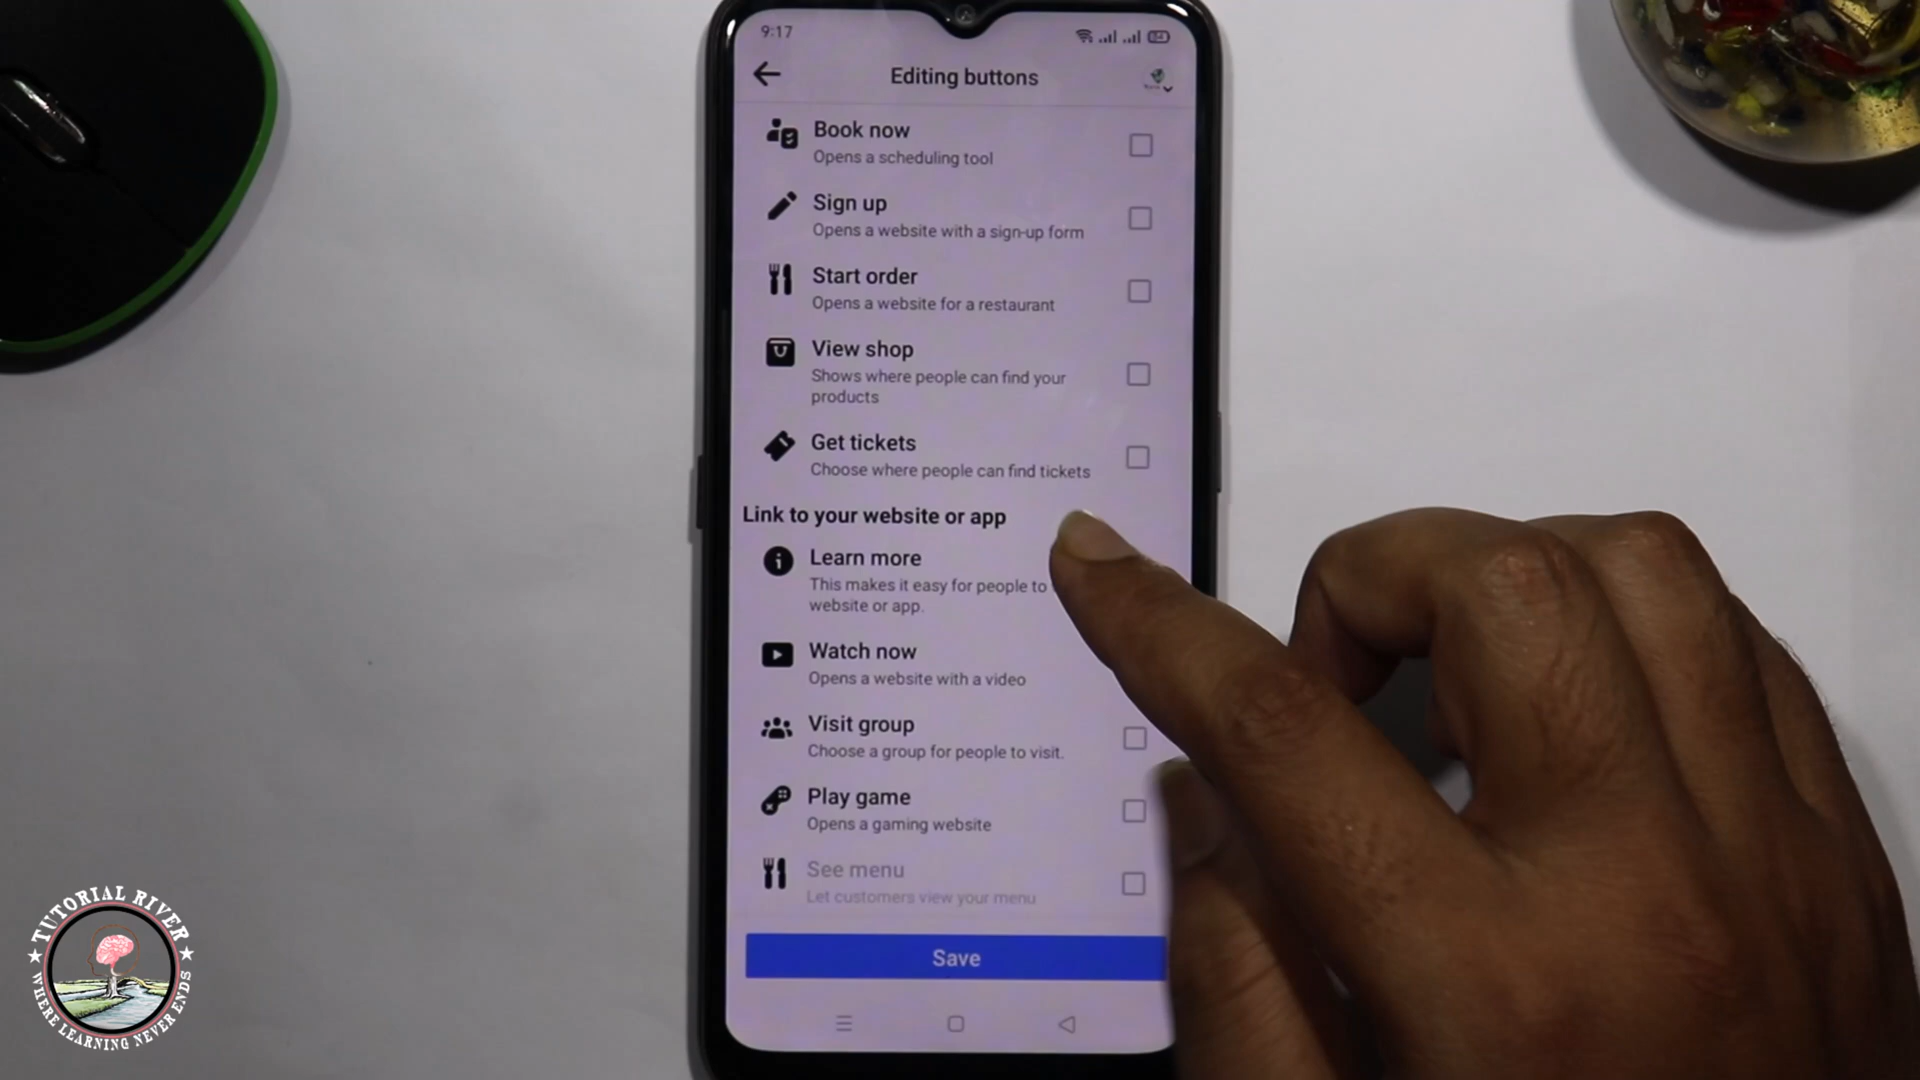 9:17
Editing buttons
Book now
Opens a scheduling tool
Sign up
Opens a website with a sign-up form
Start order
Opens a website for a restaurant
View shop
Shows where people can find your
products
Get tickets
Choose where people can find tickets
Link to your website or app
Learn more
This makes it easy for people to
website or app.
Watch now
Opens a website with a video
Visit group
Choose a group for people to visit.
Play game
Opens a gaming website
See menu
Let customers view your menu
Save
TUTORIAL RIVER
WHERE LEARNING NEVER ENDS